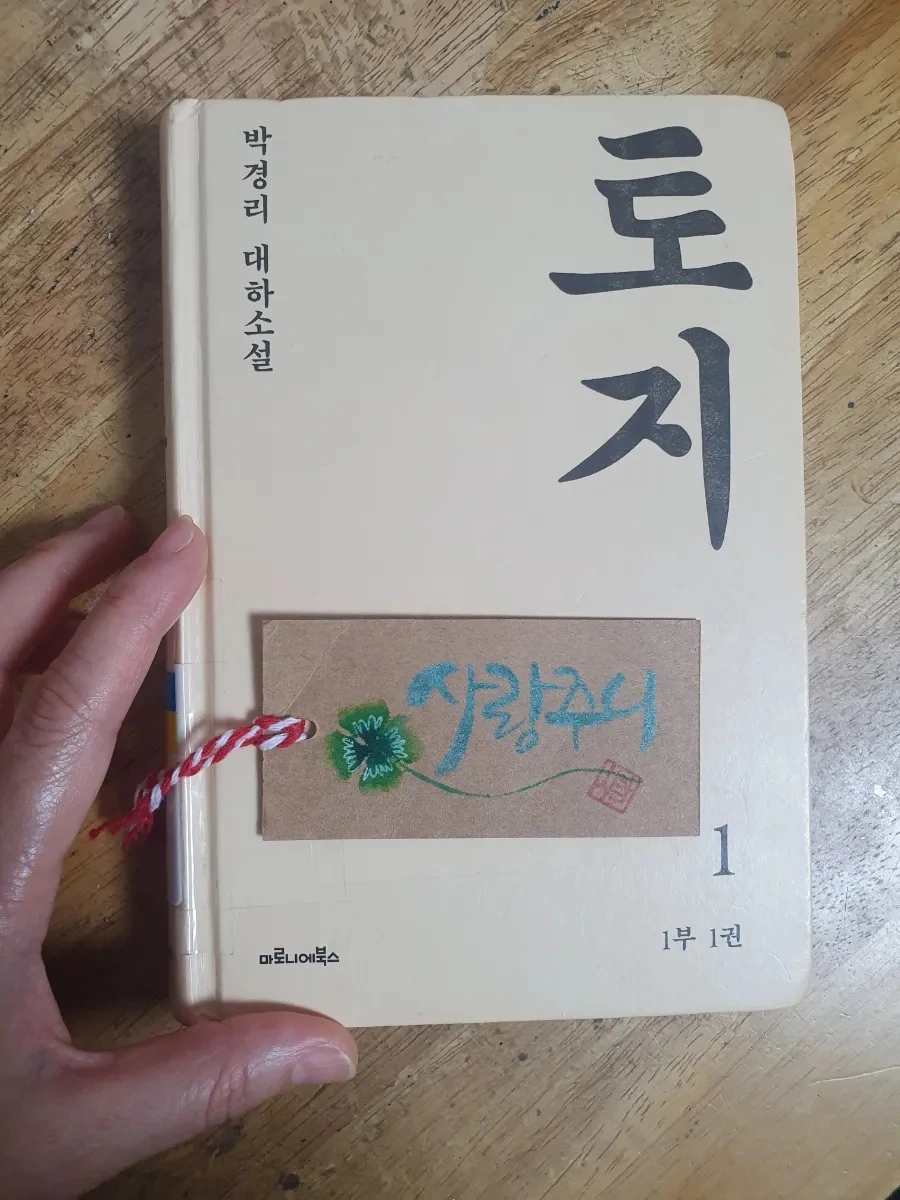 박경리 대하소설
토지
사랑주니
1
1부 1권
마로니에북스